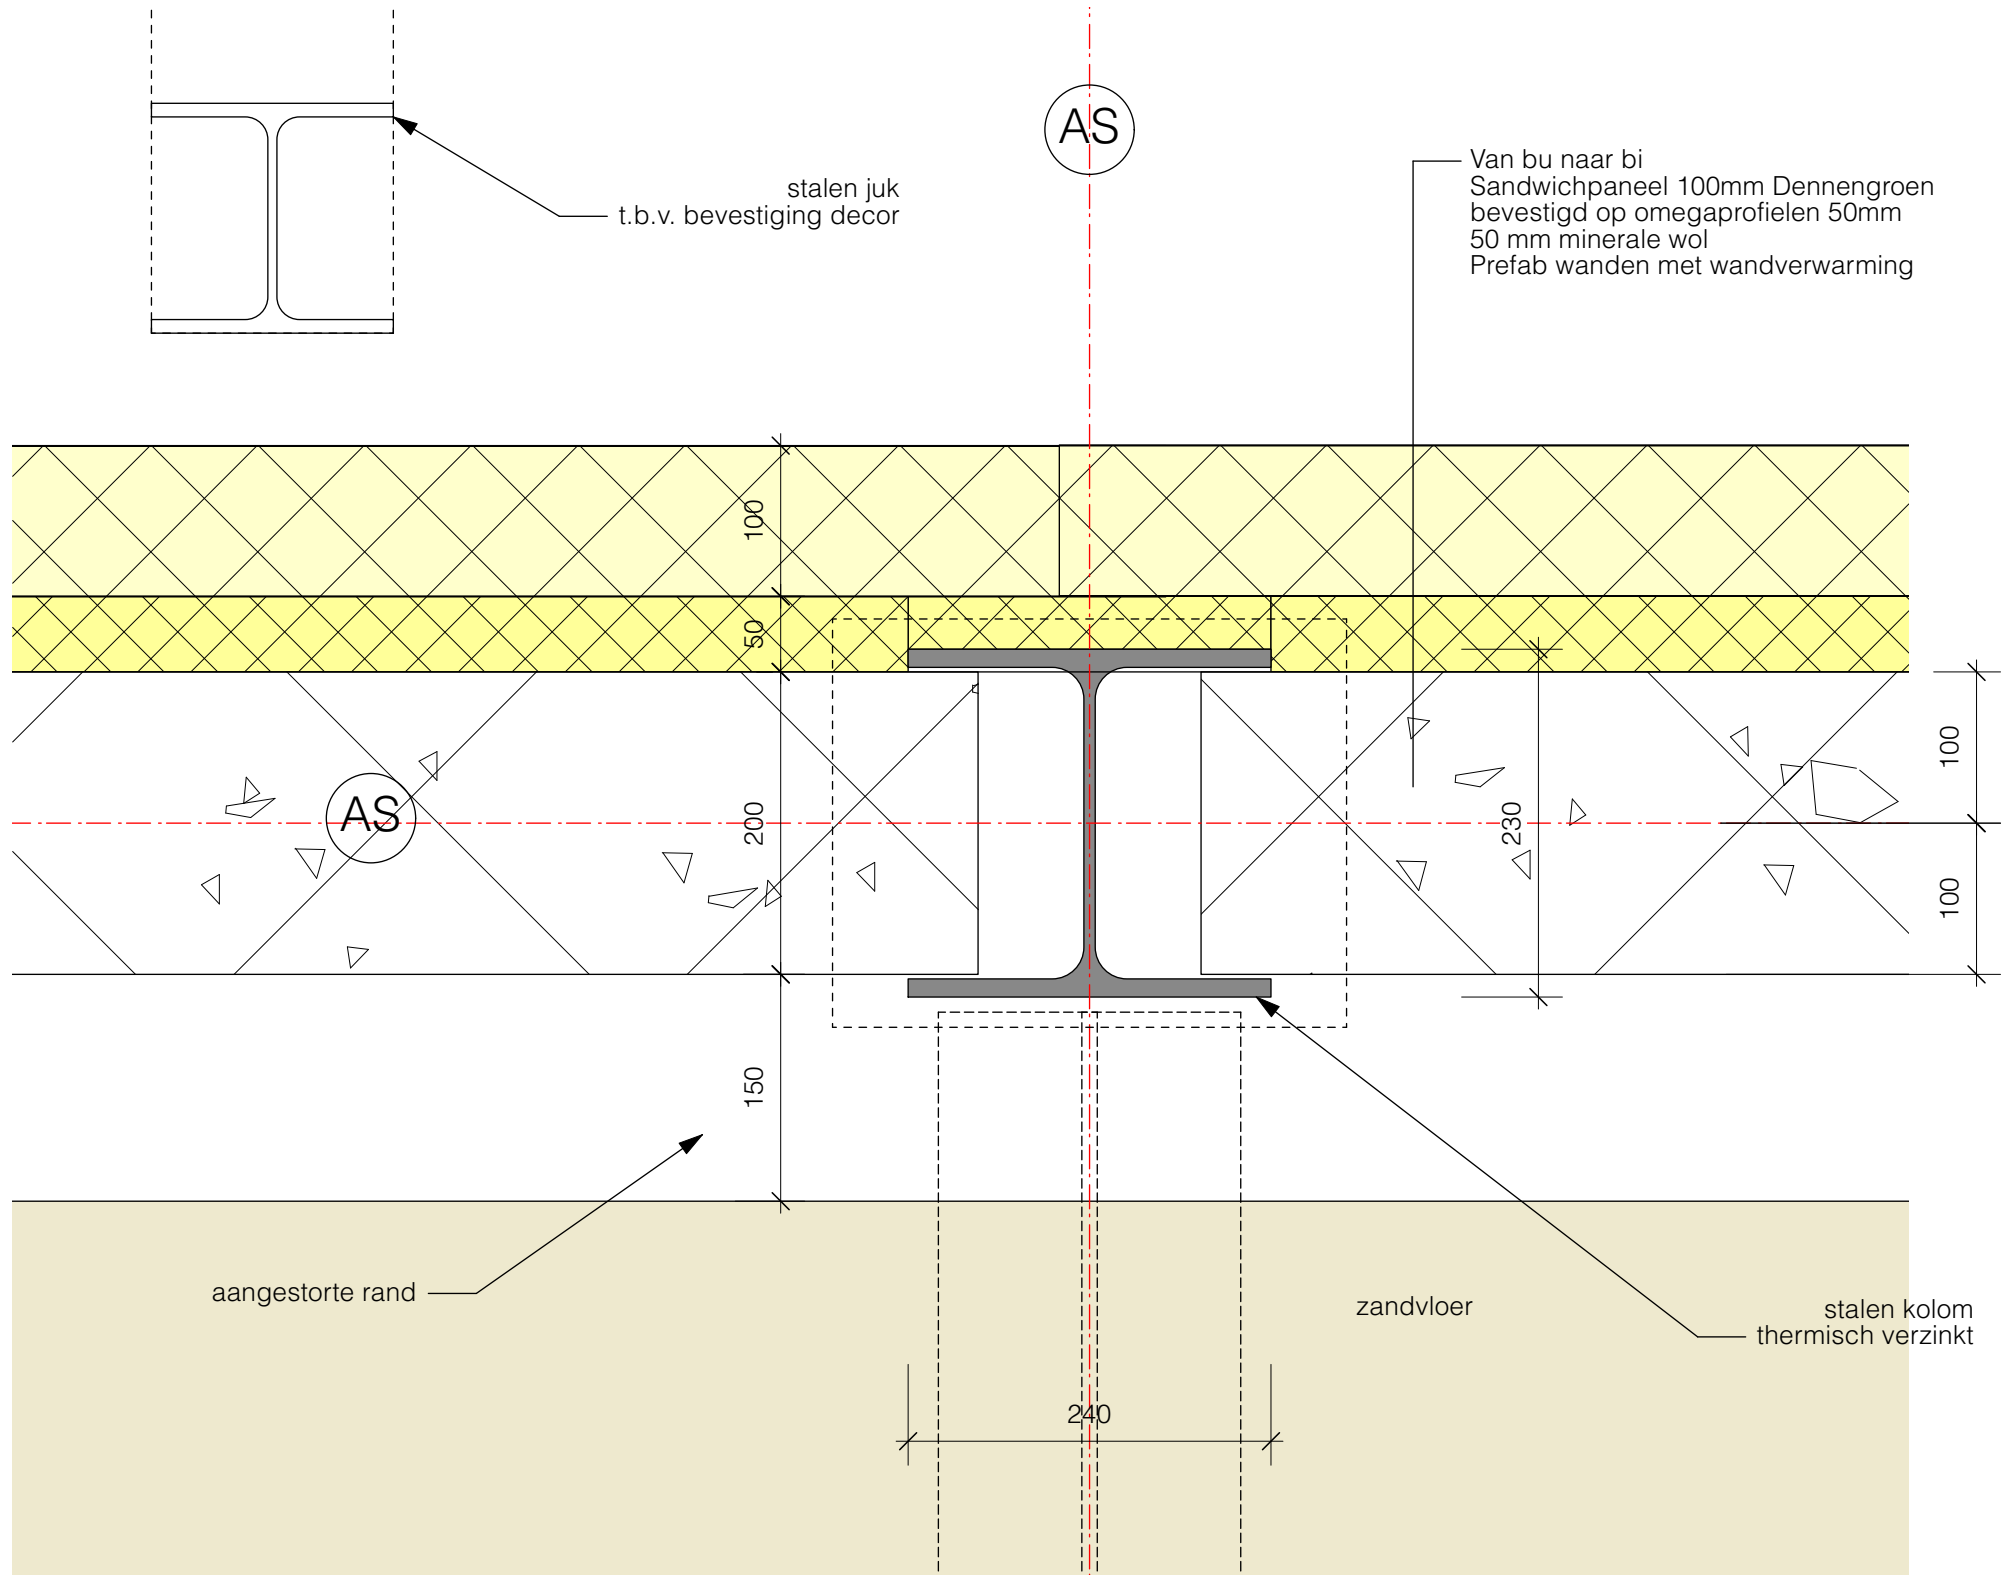 AS
stalen juk
t.b.v. bevestiging decor
Van bu naar bi
Sandwichpaneel 100mm Dennengroen
bevestigd op omegaprofielen 50mm
50 mm minerale wol
Prefab wanden met wandverwarming
100
50
200
150
AS
230
100
100
aangestorte rand
zandvloer
stalen kolom
thermisch verzinkt
240